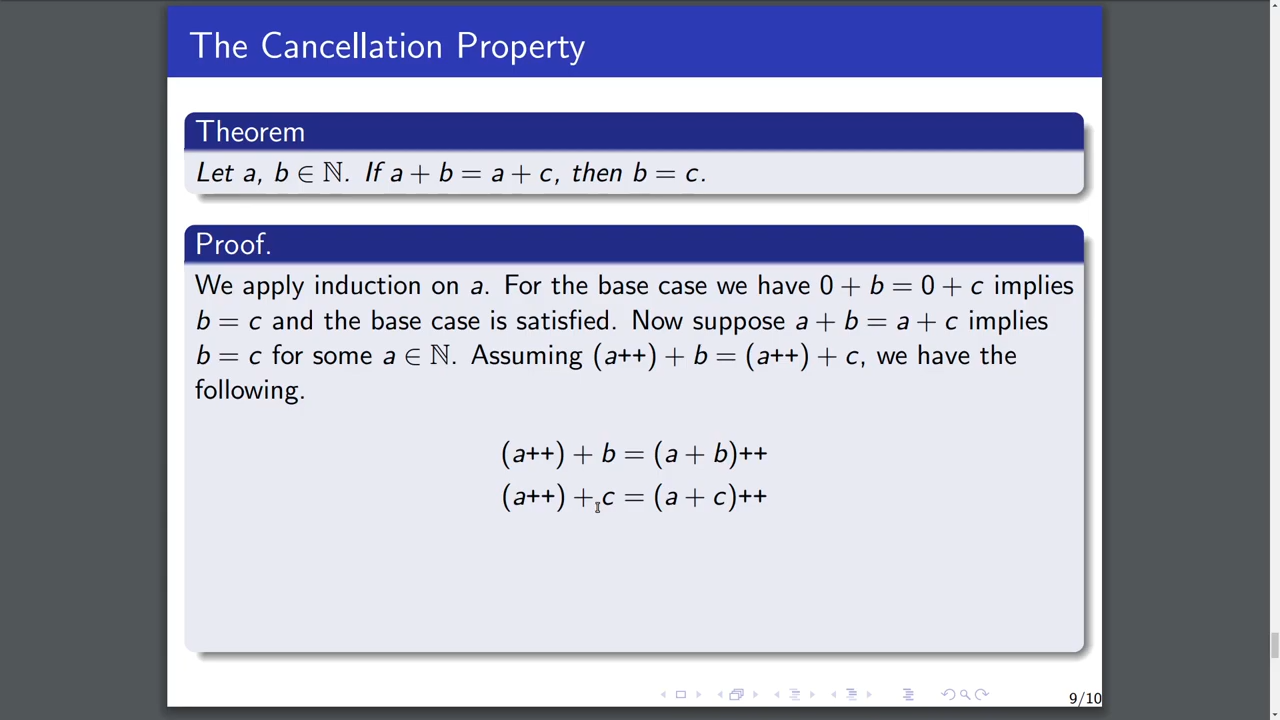 The Cancellation Property
Theorem
Let a, b ∈ ℕ. If a + b = a + c, then b = c.
Proof.
We apply induction on a. For the base case we have 0 + b = 0 + c implies
b = c and the base case is satisfied. Now suppose a + b = a + c implies
b = c for some a ∈ ℕ. Assuming (a++) + b = (a++) + c, we have the
following.
(a++) + b = (a + b)++
(a++) + c = (a + c)++
9/10